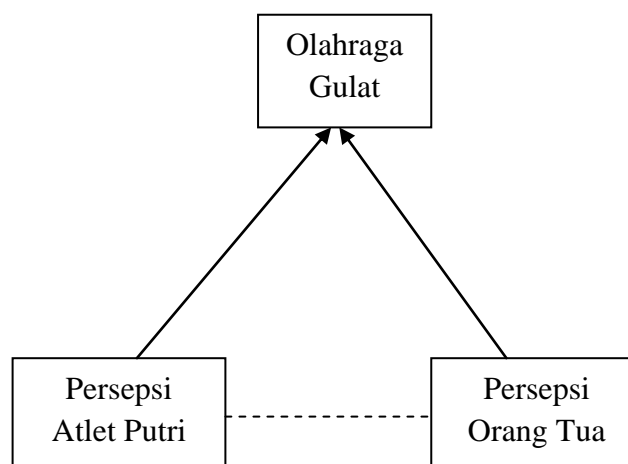 Olahraga
Gulat
Persepsi
Atlet Putri
Persepsi
Orang Tua